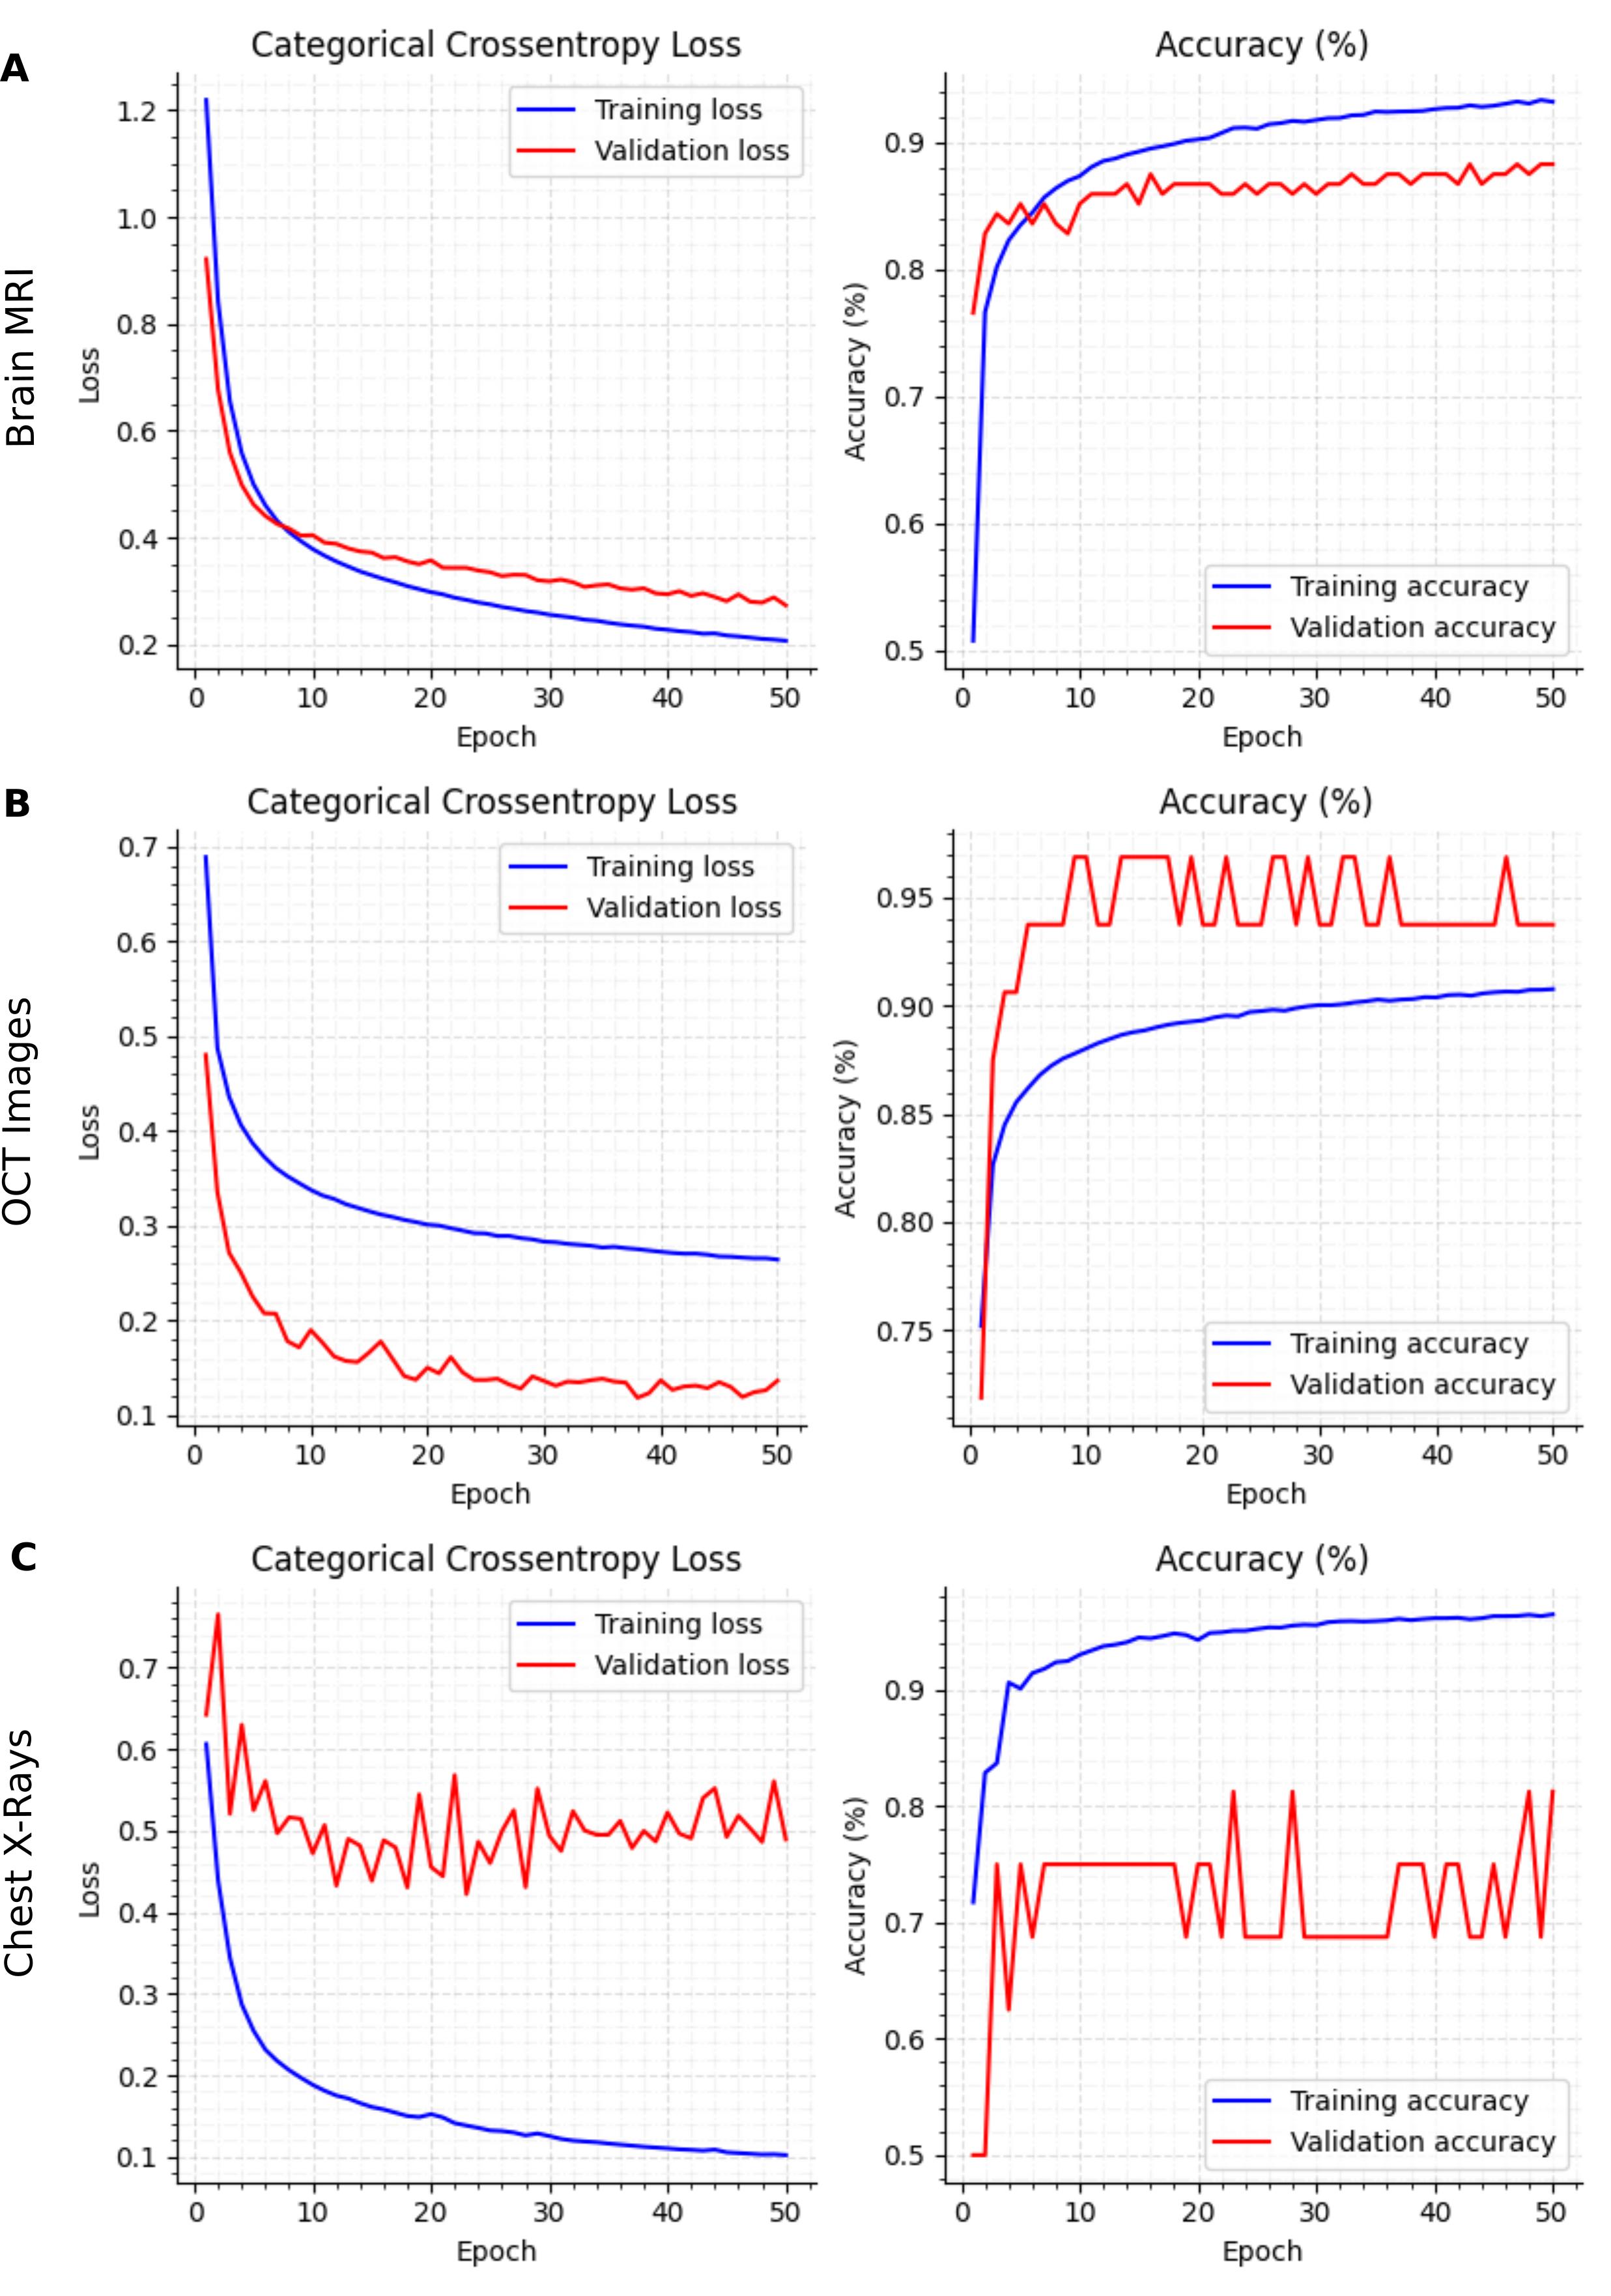 A
Brain MRI
Categorical Crossentropy Loss
Training loss
Validation loss
1.2
1.0
0.8
0.6
0.4
0.2
Loss
0 10 20 30 40 50
Epoch
Accuracy (%)
0.9
0.8
0.7
0.6
0.5
Accuracy (%)
Training accuracy
Validation accuracy
0 10 20 30 40 50
Epoch
B
OCT Images
Categorical Crossentropy Loss
Training loss
Validation loss
0.7
0.6
0.5
0.4
0.3
0.2
0.1
Loss
0 10 20 30 40 50
Epoch
Accuracy (%)
0.95
0.90
0.85
0.80
0.75
Accuracy (%)
Training accuracy
Validation accuracy
0 10 20 30 40 50
Epoch
C
Chest X-Rays
Categorical Crossentropy Loss
Training loss
Validation loss
0.7
0.6
0.5
0.4
0.3
0.2
0.1
Loss
0 10 20 30 40 50
Epoch
Accuracy (%)
0.9
0.8
0.7
0.6
0.5
Accuracy (%)
Training accuracy
Validation accuracy
0 10 20 30 40 50
Epoch